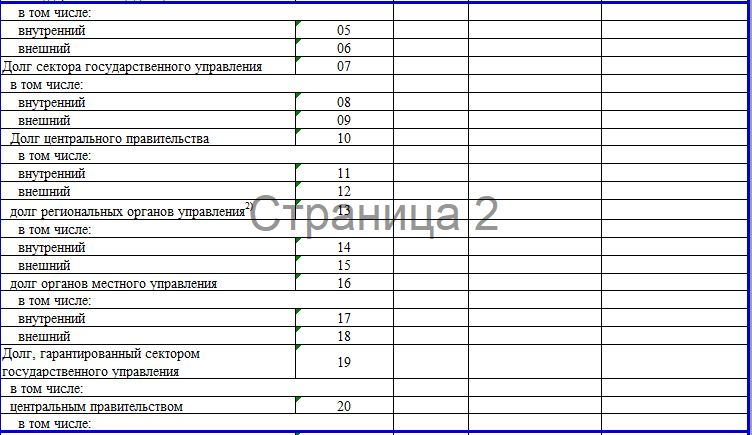 в том числе:
внутренний 05
внешний 06
Долг сектора государственного управления 07
в том числе:
внутренний 08
внешний 09
Долг центрального правительства 10
в том числе:
внутренний 11
внешний 12
долг региональных органов управления2) 13
Страница 2
в том числе:
внутренний 14
внешний 15
долг органов местного управления 16
в том числе:
внутренний 17
внешний 18
Долг, гарантированный сектором
государственного управления 19
в том числе:
центральным правительством 20
в том числе: